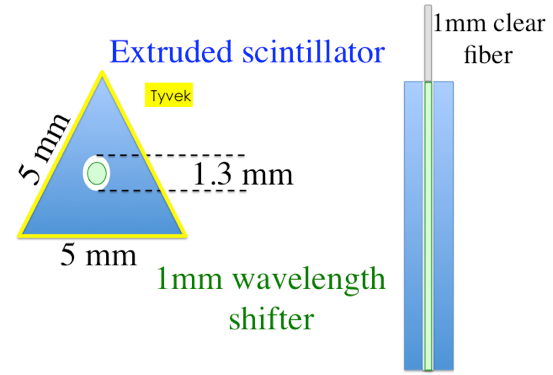 1mm clear
fiber
Extruded scintillator
Tyvek
5 mm
1.3 mm
5 mm
1mm wavelength
shifter